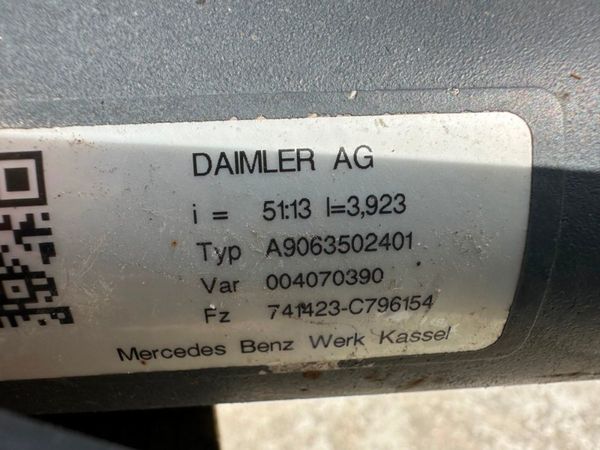 DAIMLER AG
i = 51:13 I=3,923
Typ A9063502401
Var 004070390
Fz 741423-C796154
Mercedes Benz Werk Kassel